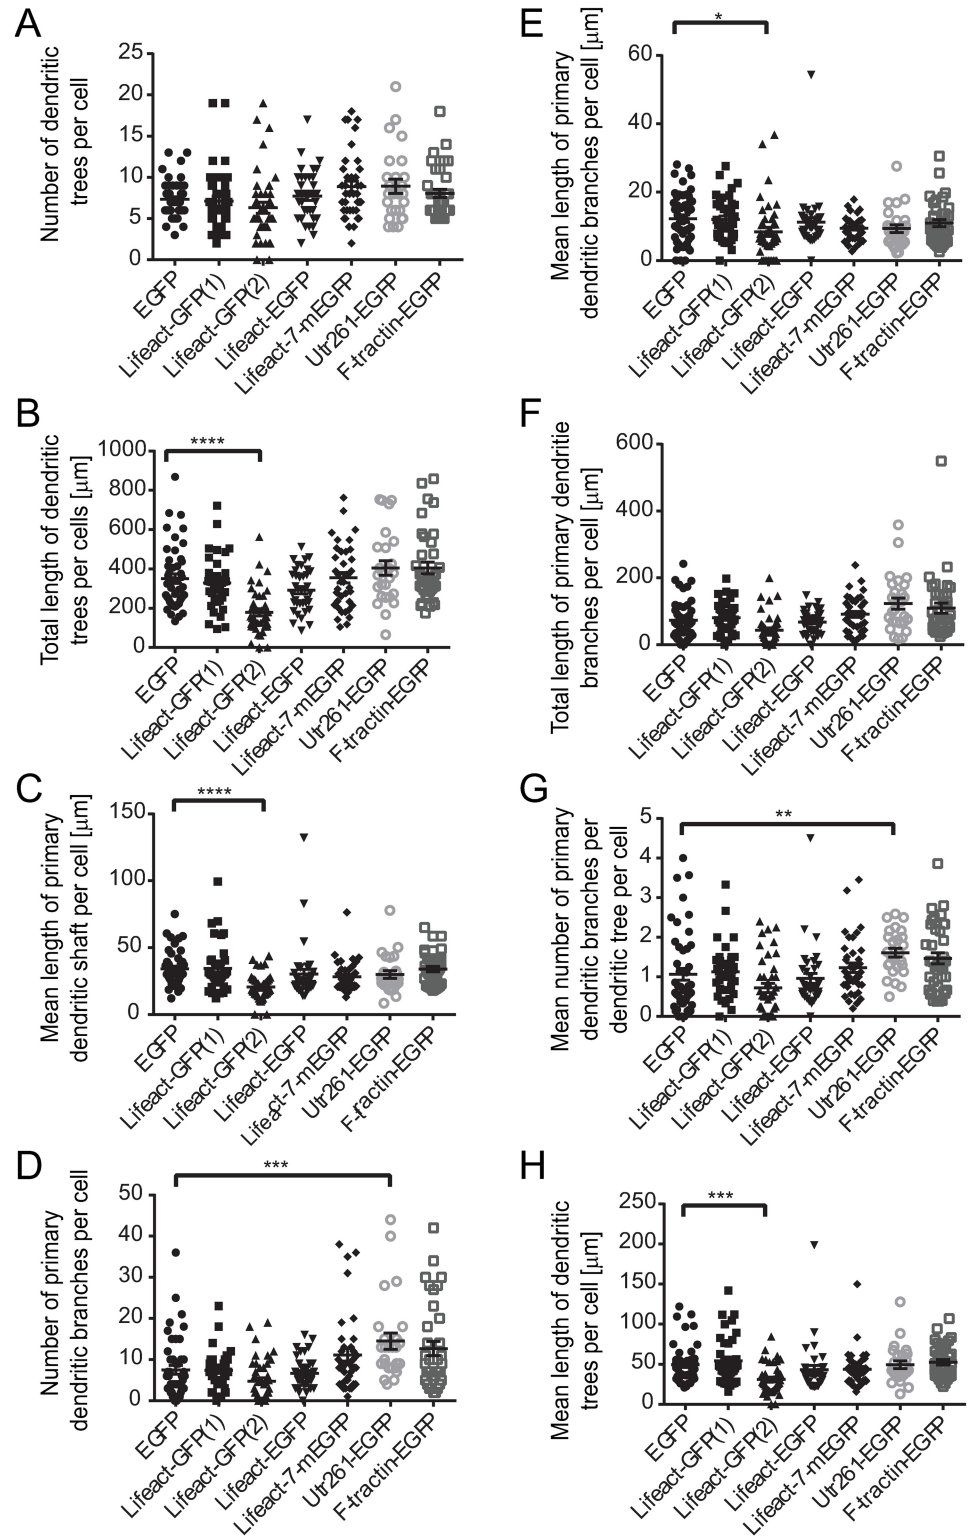 A
Number of dendritic
trees per cell
25
20
15
10
5
0
EGFP
Lifeact-GFP(1)
Lifeact-GFP(2)
Lifeact-EGFP
Lifeact-7-mEGFP
Utr261-EGFP
F-tractin-EGFP
E
Mean length of primary
dendritic branches per cell [µm]
*
60
40
20
0
EGFP
Lifeact-GFP(1)
Lifeact-GFP(2)
Lifeact-EGFP
Lifeact-7-mEGFP
Utr261-EGFP
F-tractin-EGFP
B
Total length of dendritic
trees per cells [µm]
****
1000
800
600
400
200
0
EGFP
Lifeact-GFP(1)
Lifeact-GFP(2)
Lifeact-EGFP
Lifeact-7-mEGFP
Utr261-EGFP
F-tractin-EGFP
F
Total length of primary dendritie
branches per cell [µm]
600
400
200
0
EGFP
Lifeact-GFP(1)
Lifeact-GFP(2)
Lifeact-EGFP
Lifeact-7-mEGFP
Utr261-EGFP
F-tractin-EGFP
C
Mean length of primary
dendritic shaft per cell [µm]
****
150
100
50
0
EGFP
Lifeact-GFP(1)
Lifeact-GFP(2)
Lifeact-EGFP
Lifeact-7-mEGFP
Utr261-EGFP
F-tractin-EGFP
G
Mean number of primary
dendritic branches per
dendritic tree per cell
**
5
4
3
2
1
0
EGFP
Lifeact-GFP(1)
Lifeact-GFP(2)
Lifeact-EGFP
Lifeact-7-mEGFP
Utr261-EGFP
F-tractin-EGFP
D
Number of primary
dendritic branches per cell
***
50
40
30
20
10
0
EGFP
Lifeact-GFP(1)
Lifeact-GFP(2)
Lifeact-EGFP
Lifeact-7-mEGFP
Utr261-EGFP
F-tractin-EGFP
H
Mean length of dendritic
trees per cell [µm]
***
250
200
150
100
50
0
EGFP
Lifeact-GFP(1)
Lifeact-GFP(2)
Lifeact-EGFP
Lifeact-7-mEGFP
Utr261-EGFP
F-tractin-EGFP